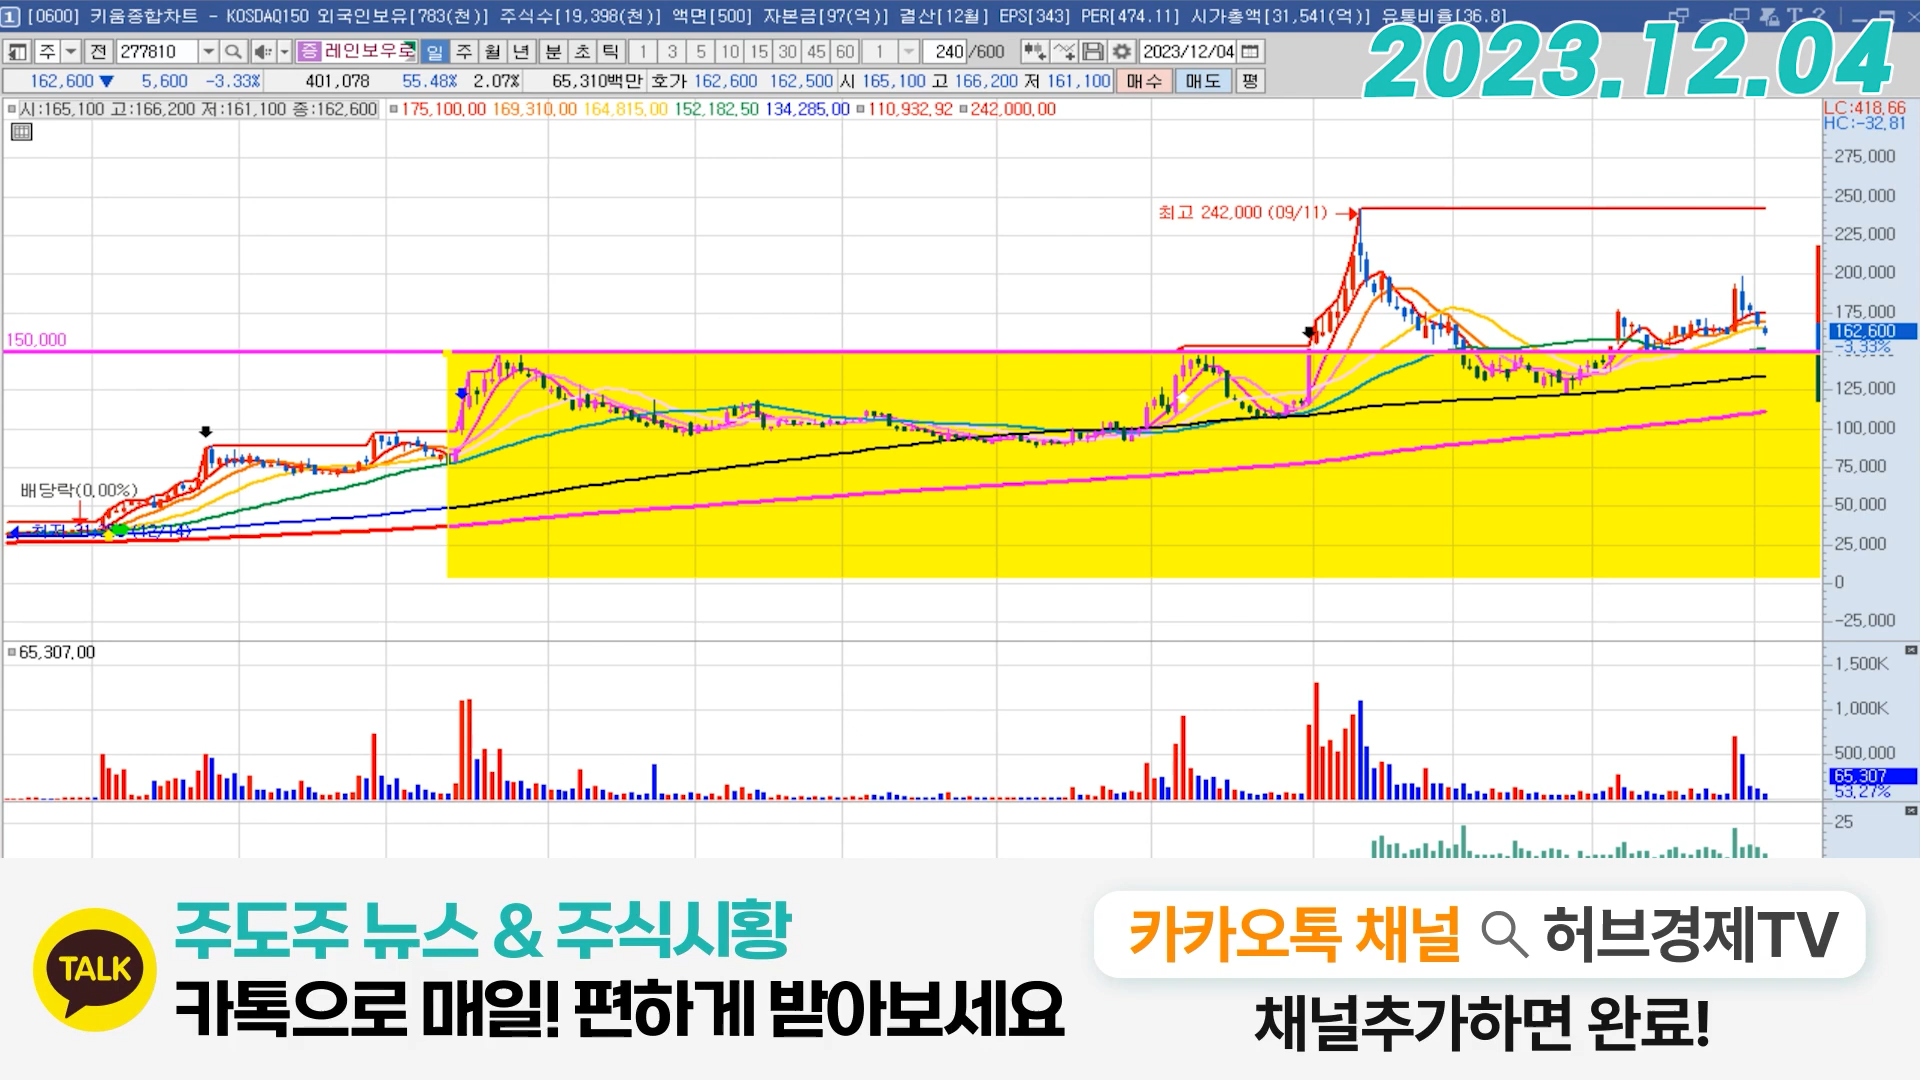 [0600] 키움종합차트 - KOSDAQ150 외국인보유[783(천)] 주식수[19,398(천)] 액면[500] 자본금[97(억)] 결산[12월] EPS[343] PER[474.11] 시가총액[31,541(억)] 유통비율[36.8]
2023.12.04
주 전 277810 증 레인보우로 일 주 월 년 분 초 틱 1 3 5 10 15 30 45 60 1 240 /600 2023/12/04
162,600 ▼ 5,600 -3.33% 401,078 55.48% 2.07% 65,310백만 호가 162,600 162,500 시 165,100 고 166,200 저 161,100 매수 매도 평
시:165,100 고:166,200 저:161,100 종:162,600 175,100.00 169,310.00 164,815.00 152,182.50 134,285.00 110,932.92 242,000.00
LC:418.66
HC:-32.81
275,000
250,000
최고 242,000 (09/11)
225,000
200,000
175,000
162,600
-3.33%
150,000
125,000
100,000
75,000
배당락(0.00%)
50,000
(12/14)
25,000
0
-25,000
65,307.00
1,500K
1,000K
500,000
65,307
53.27%
25
TALK
주도주 뉴스 & 주식시황
카톡으로 매일! 편하게 받아보세요
카카오톡 채널 허브경제TV
채널추가하면 완료!